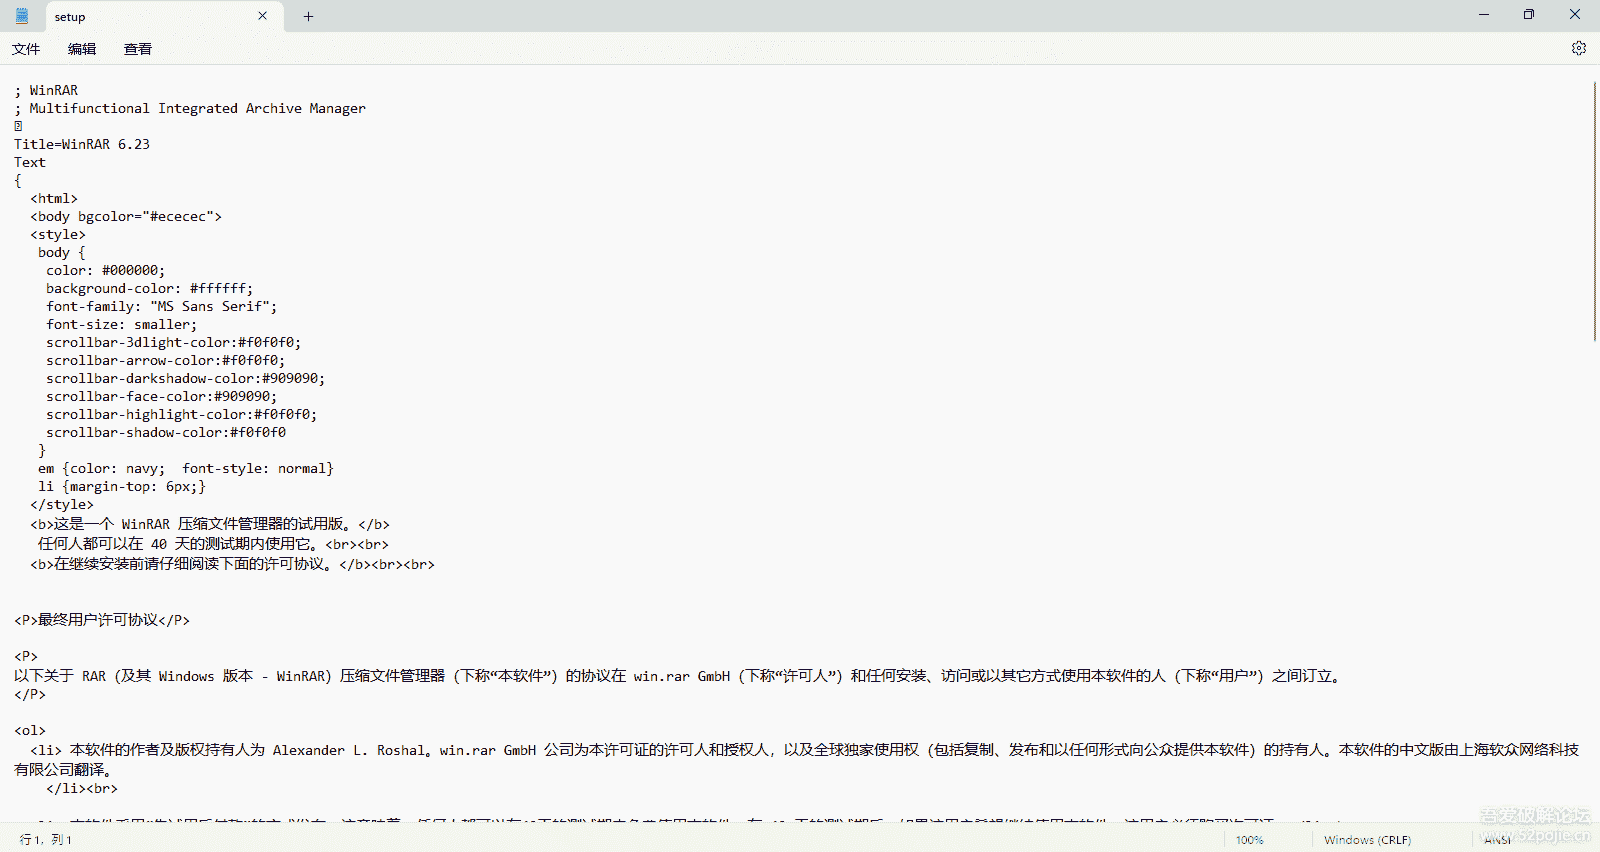 setup
文件 编辑 查看
; WinRAR
; Multifunctional Integrated Archive Manager
Title=WinRAR 6.23
Text
{
<html>
<body bgcolor="#ececec">
<style>
body {
color: #000000;
background-color: #ffffff;
font-family: "MS Sans Serif";
font-size: smaller;
scrollbar-3dlight-color:#f0f0f0;
scrollbar-arrow-color:#f0f0f0;
scrollbar-darkshadow-color:#909090;
scrollbar-face-color:#909090;
scrollbar-highlight-color:#f0f0f0;
scrollbar-shadow-color:#f0f0f0
}
em {color: navy;  font-style: normal}
li {margin-top: 6px;}
</style>
<b>这是一个 WinRAR 压缩文件管理器的试用版。</b>
任何人都可以在 40 天的测试期内使用它。<br><br>
<b>在继续安装前请仔细阅读下面的许可协议。</b><br><br>
<P>最终用户许可协议</P>
<P>
以下关于 RAR（及其 Windows 版本 - WinRAR）压缩文件管理器（下称“本软件”）的协议在 win.rar GmbH（下称“许可人”）和任何安装、访问或以其它方式使用本软件的人（下称“用户”）之间订立。
</P>
<ol>
<li> 本软件的作者及版权持有人为 Alexander L. Roshal。win.rar GmbH 公司为本许可证的许可人和授权人，以及全球独家使用权（包括复制、发布和以任何形式向公众提供本软件）的持有人。本软件的中文版由上海软众网络科技
有限公司翻译。
</li><br>
行 1，列 1 100% Windows (CRLF) ANSI
吾爱破解论坛
www.52pojie.cn